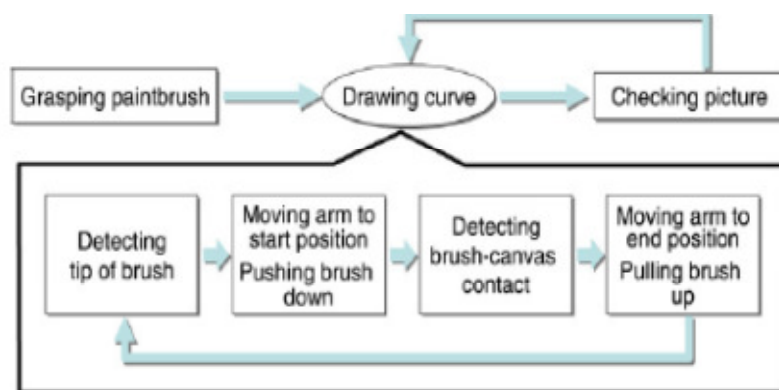 Grasping paintbrush
Drawing curve
Checking picture
Detecting
tip of brush
Moving arm to
start position
Pushing brush
down
Detecting
brush-canvas
contact
Moving arm to
end position
Pulling brush
up